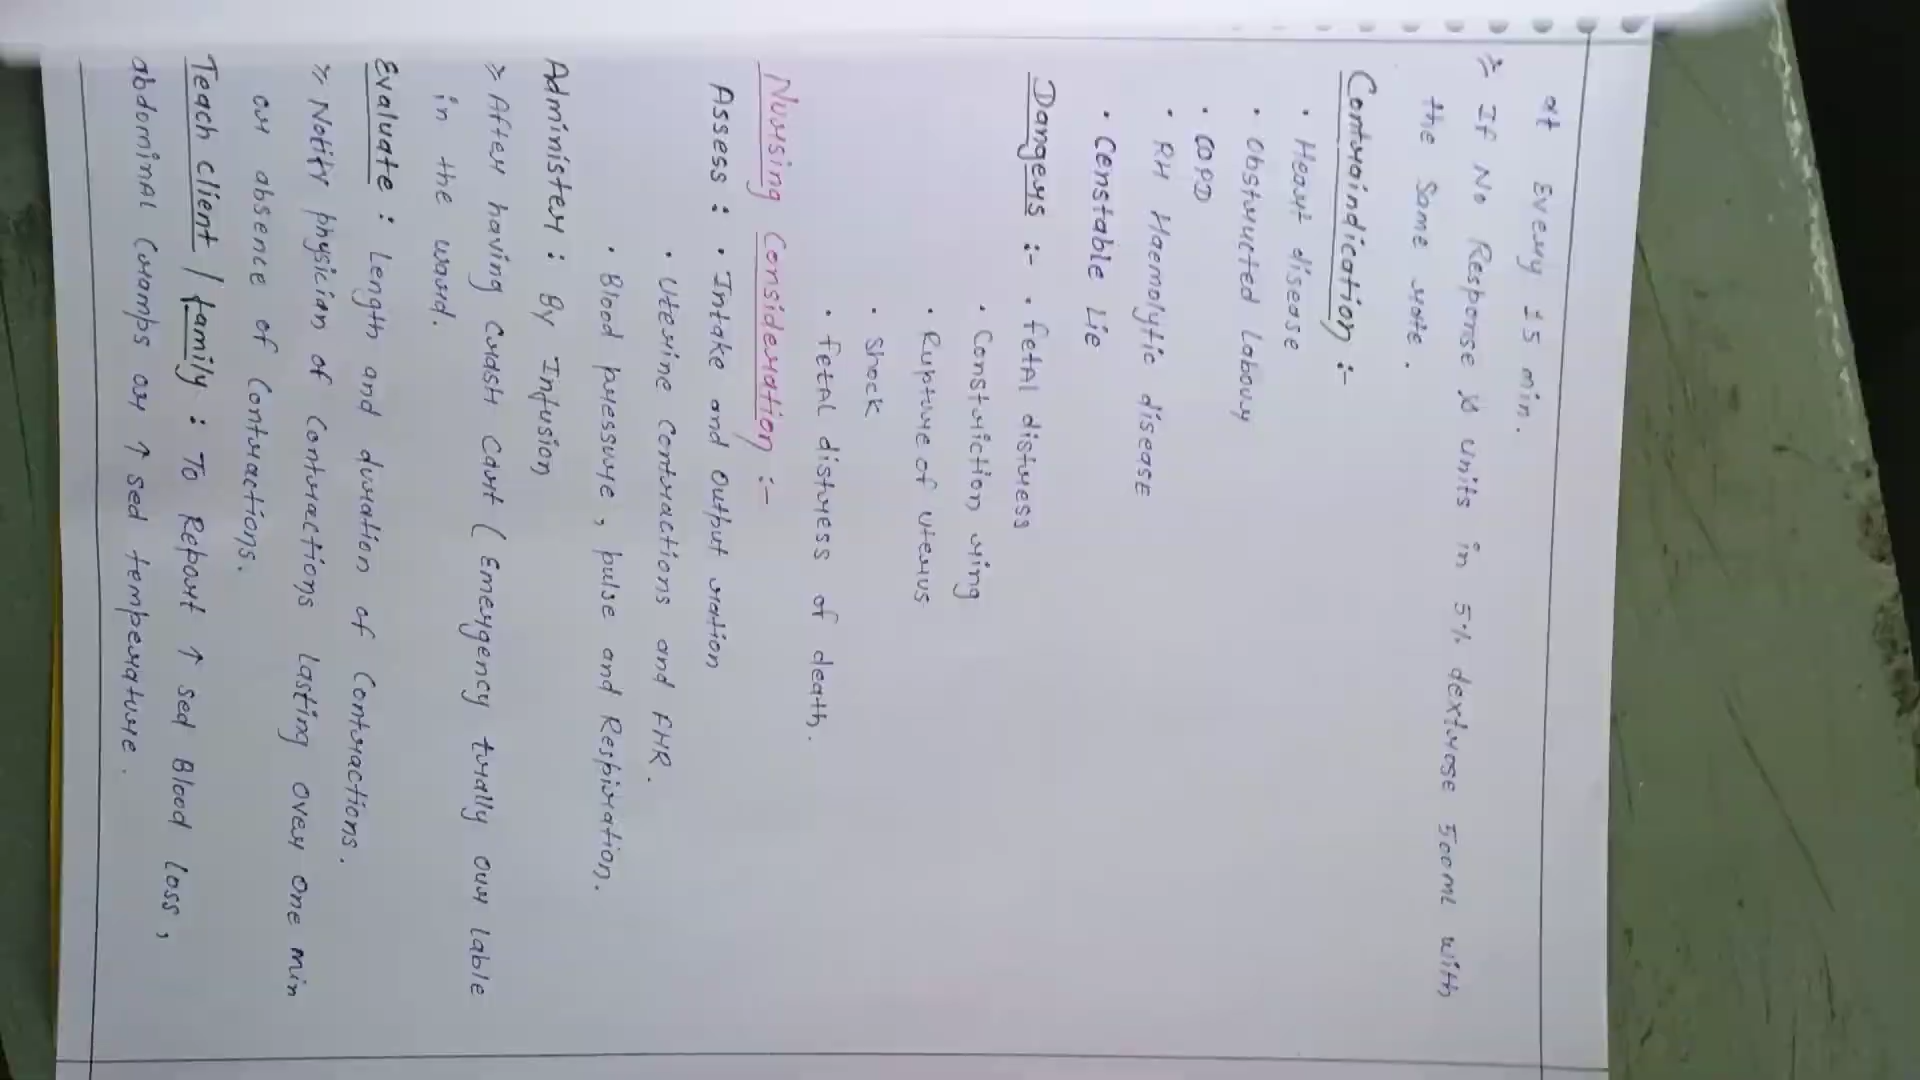 at Every 15 min.
» If No Response 10 units in 5% dextrose 500ml with
the Same rate.
Contraindication :-
• Heart disease
• Obstructed Labour
• COPD
• RH Haemolytic disease
• Censtable Lie
Dangers :- • fetal distress
• Constriction ring
• Rupture of uterus
• Shock
• fetal distress of death.
Nursing Consideration :-
Assess : • Intake and output ration
• Uterine contractions and FHR.
• Blood pressure, pulse and Respiration.
Administer : By Infusion
» After having crash cart (Emergency trally our lable
in the ward.
Evaluate : Length and duration of contractions.
» Notify physician of contractions lasting over one min
or absence of contractions.
Teach client / family : To Report ↑ sed Blood loss,
abdominal cramps or ↑ sed temperature.